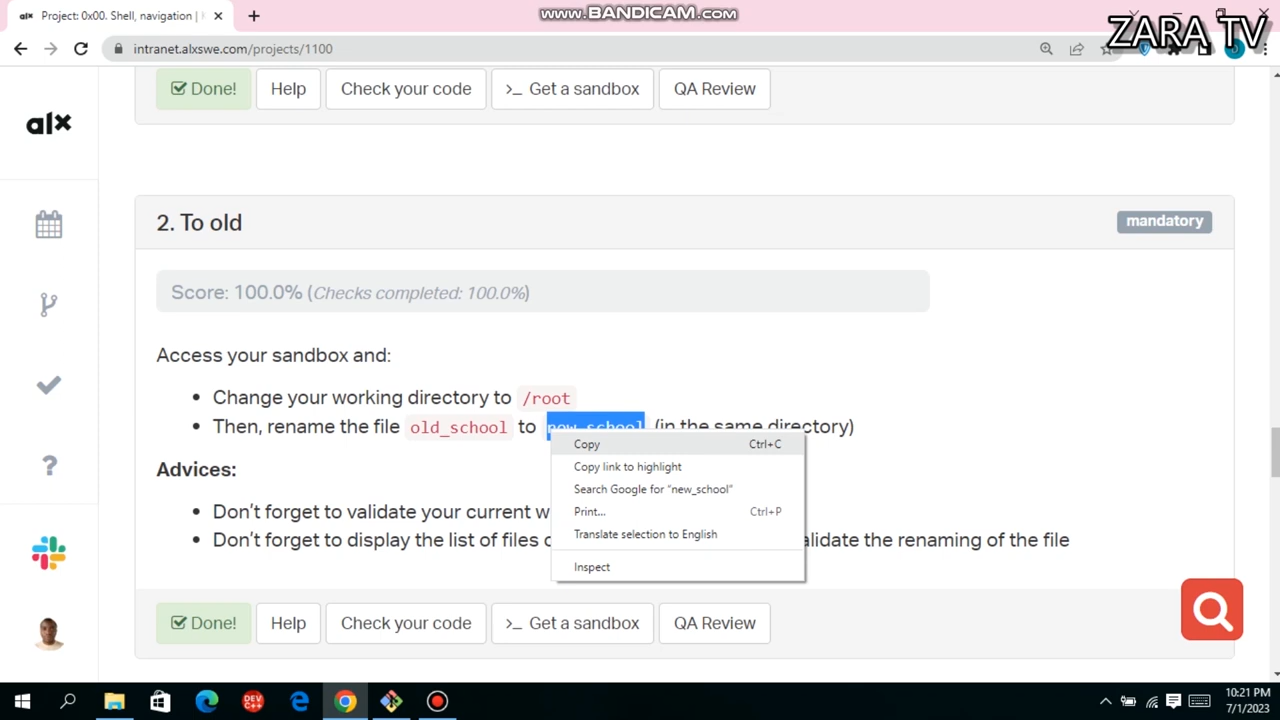 alx Project: 0x00. Shell, navigation |
WWW.BANDICAM.COM
ZARA TV
intranet.alxswe.com/projects/1100
alx
Done! Help Check your code >_ Get a sandbox QA Review
2. To old mandatory
Score: 100.0% (Checks completed: 100.0%)
Access your sandbox and:
• Change your working directory to /root
• Then, rename the file old_school to new_school (in the same directory)
Copy Ctrl+C
Copy link to highlight
Search Google for “new_school”
Print... Ctrl+P
Translate selection to English
Inspect
Advices:
• Don’t forget to validate your current w
• Don’t forget to display the list of files alidate the renaming of the file
Done! Help Check your code >_ Get a sandbox QA Review
DEV C++
10:21 PM
7/1/2023